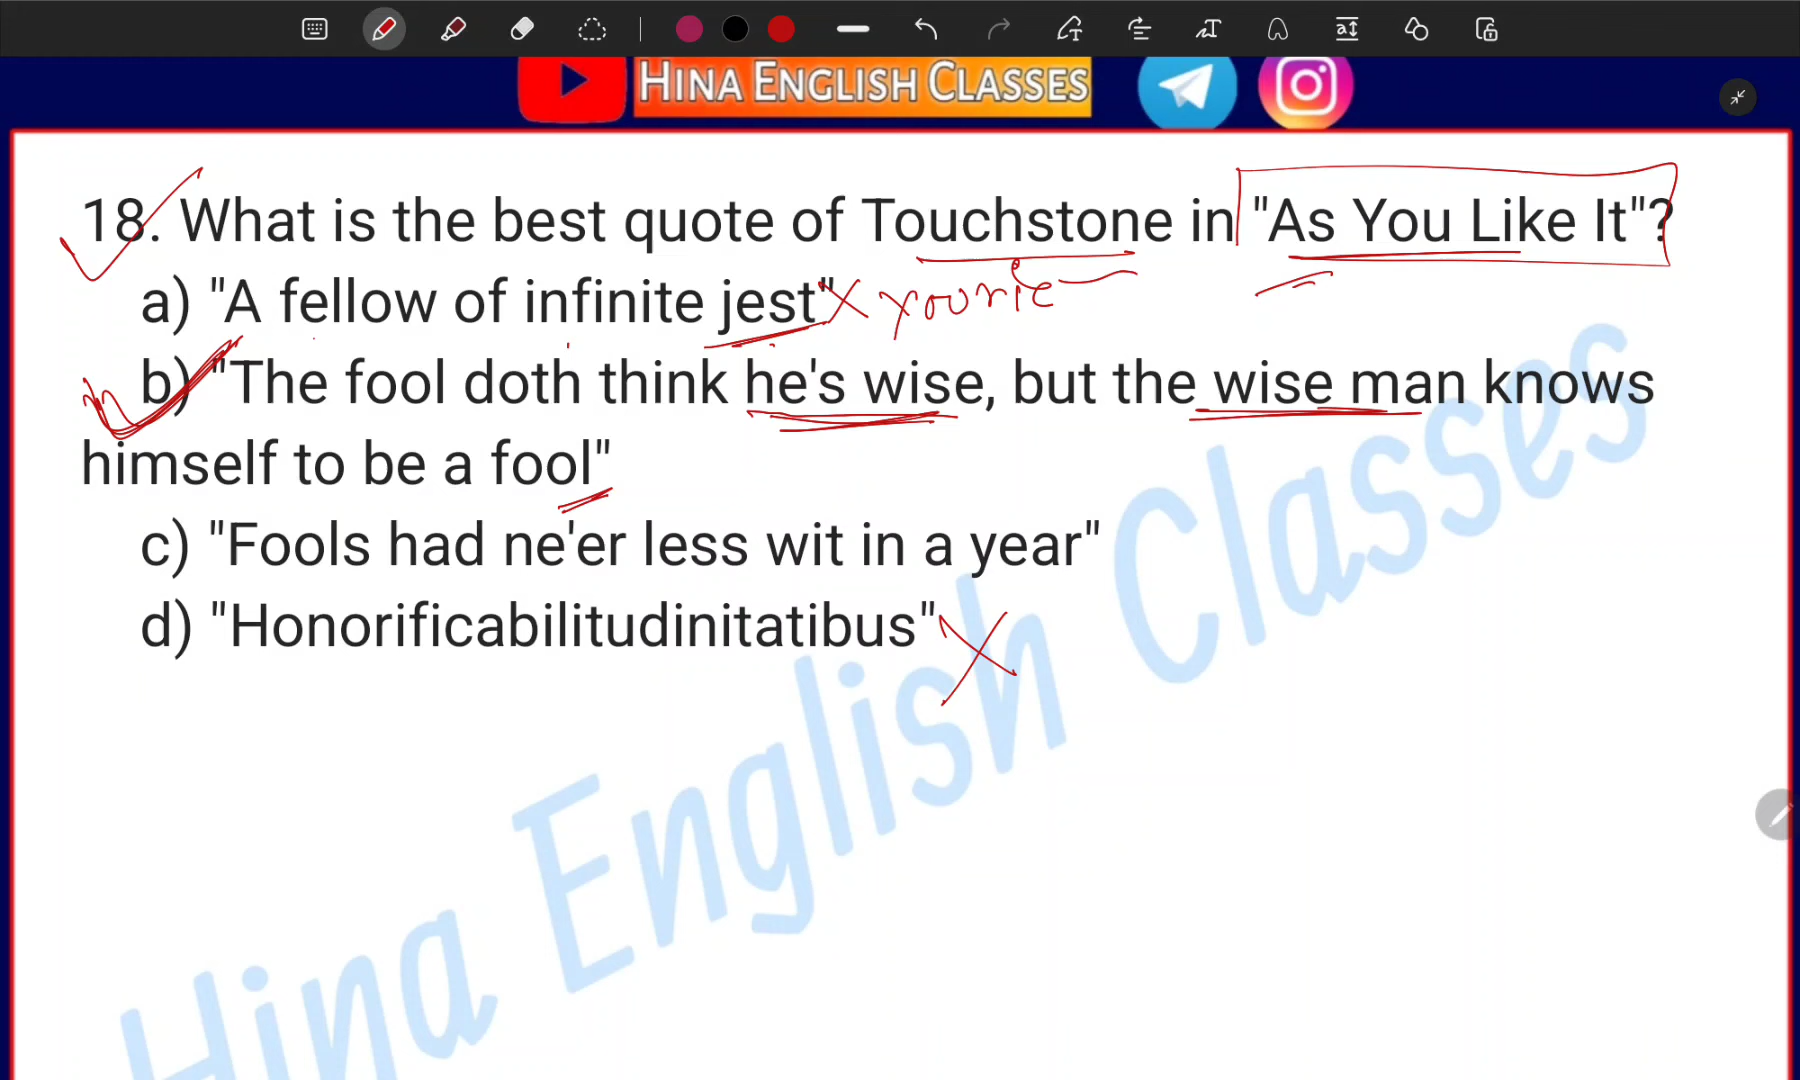 HINA ENGLISH CLASSES
18. What is the best quote of Touchstone in "As You Like It"?
a) "A fellow of infinite jest" X Yourie
b) "The fool doth think he's wise, but the wise man knows
himself to be a fool"
c) "Fools had ne'er less wit in a year"
d) "Honorificabilitudinitatibus" X
Hina English Classes